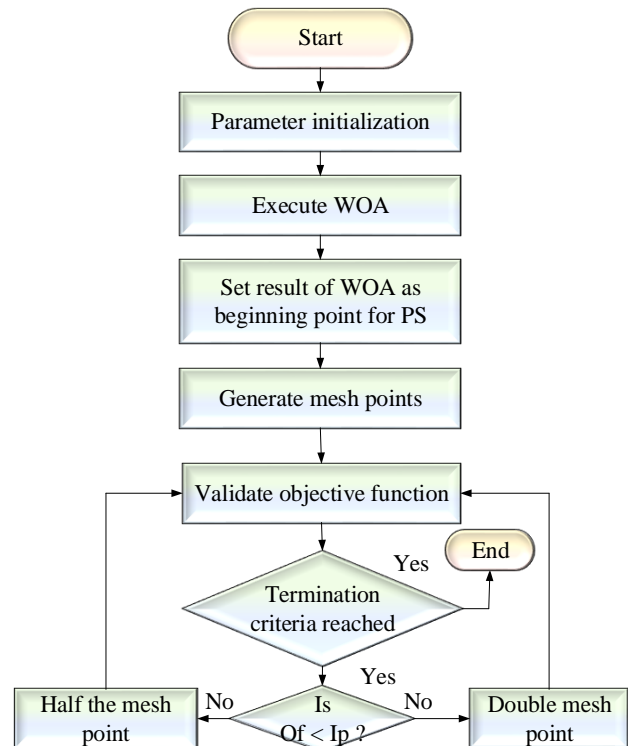 Start
Parameter initialization
Execute WOA
Set result of WOA as
beginning point for PS
Generate mesh points
Validate objective function
Yes
End
Termination
criteria reached
Yes
Half the mesh
point
No
Is
Of < Ip ?
No
Double mesh
point